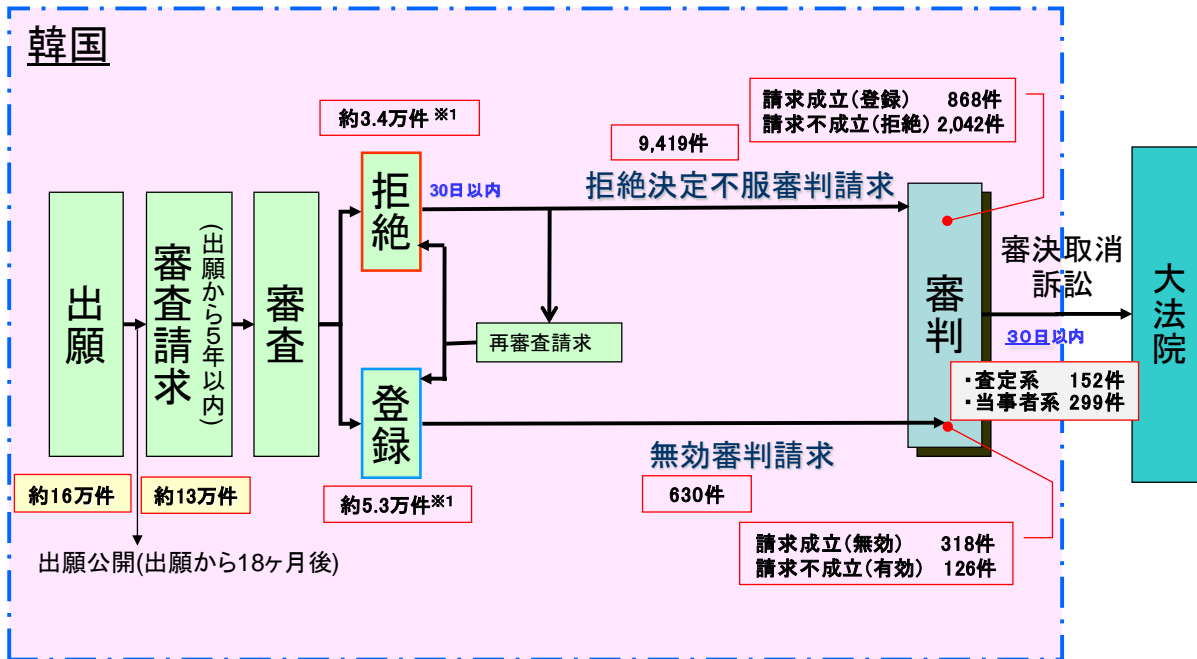 韓国
約3.4万件 ※1
9,419件
請求成立(登録) 868件
請求不成立(拒絶) 2,042件
出願
審査請求
(出願から5年以内)
審査
拒絶
30日以内
拒絶決定不服審判請求
再審査請求
登録
審判
審決取消
訴訟
30日以内
大法院
・査定系 152件
・当事者系 299件
無効審判請求
630件
約16万件
約13万件
約5.3万件※1
出願公開(出願から18ヶ月後)
請求成立(無効) 318件
請求不成立(有効) 126件